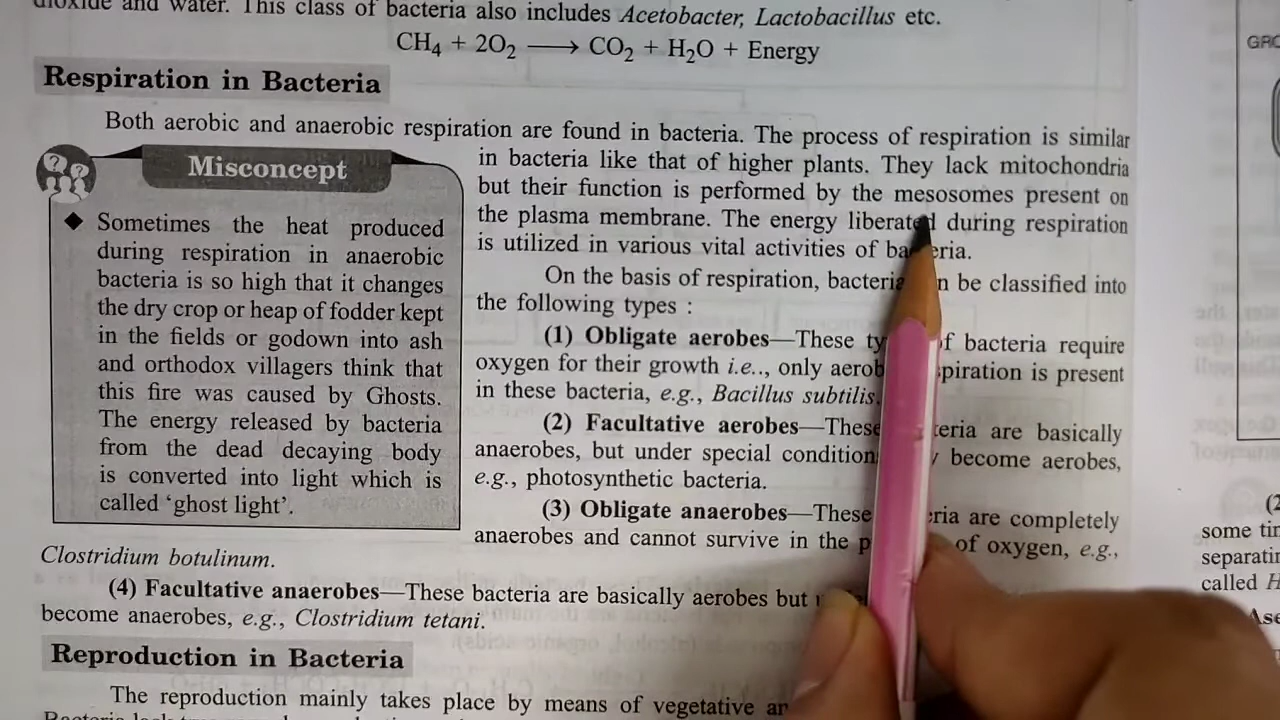 dioxide and water. This class of bacteria also includes Acetobacter, Lactobacillus etc.
CH₄ + 2O₂ ⟶ CO₂ + H₂O + Energy
Respiration in Bacteria
Both aerobic and anaerobic respiration are found in bacteria. The process of respiration is similar
in bacteria like that of higher plants. They lack mitochondria
but their function is performed by the mesosomes present on
the plasma membrane. The energy liberated during respiration
is utilized in various vital activities of ba eria.
On the basis of respiration, bacteria n be classified into
the following types :
(1) Obligate aerobes—These ty of bacteria require
oxygen for their growth i.e.., only aerob spiration is present
in these bacteria, e.g., Bacillus subtilis.
(2) Facultative aerobes—These teria are basically
anaerobes, but under special condition y become aerobes,
e.g., photosynthetic bacteria.
(3) Obligate anaerobes—These eria are completely
anaerobes and cannot survive in the p of oxygen, e.g.,
Misconcept
◆ Sometimes the heat produced
during respiration in anaerobic
bacteria is so high that it changes
the dry crop or heap of fodder kept
in the fields or godown into ash
and orthodox villagers think that
this fire was caused by Ghosts.
The energy released by bacteria
from the dead decaying body
is converted into light which is
called 'ghost light'.
Clostridium botulinum.
(4) Facultative anaerobes—These bacteria are basically aerobes but
become anaerobes, e.g., Clostridium tetani.
Reproduction in Bacteria
The reproduction mainly takes place by means of vegetative
GRO
(2
some tim
separatin
called H
Ase